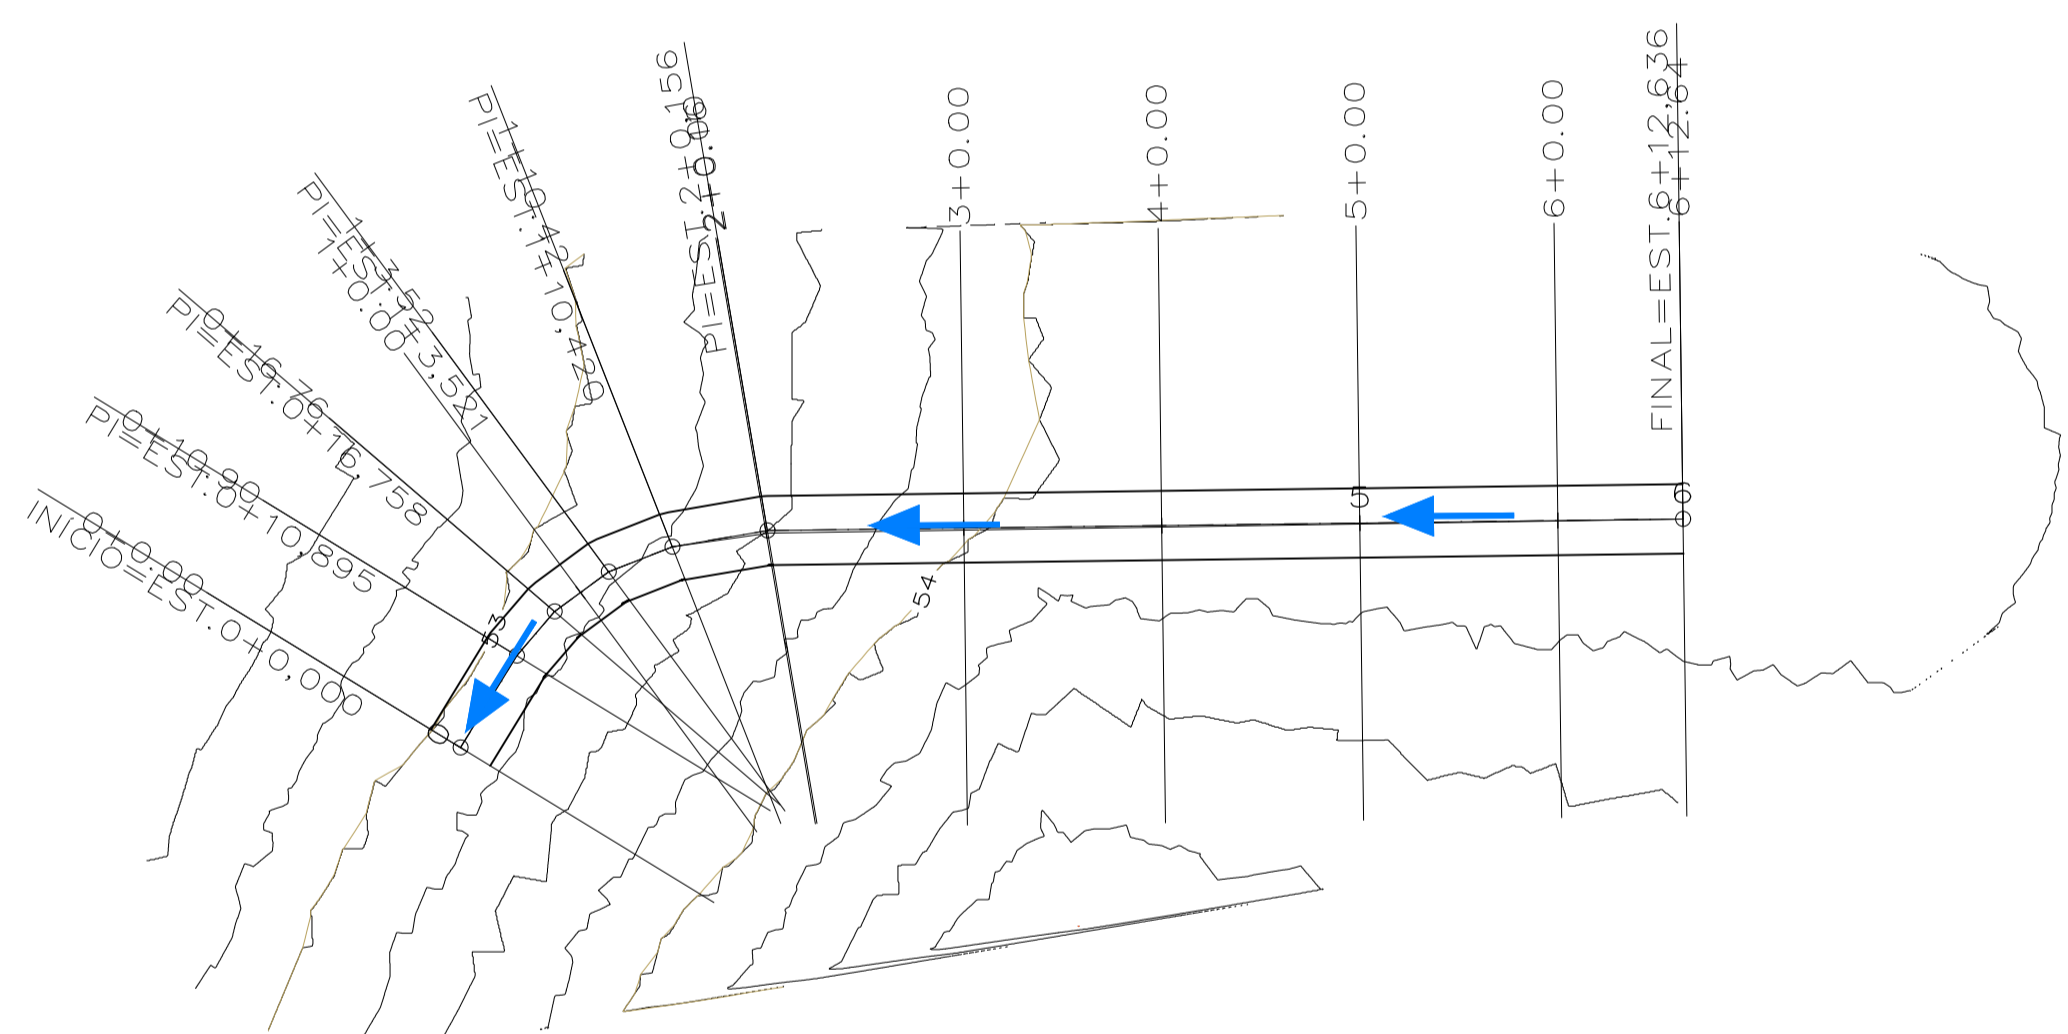 INÍCIO=EST.0+0,000
0+0.00
PI=EST.0+10,895
0+10.90
PI=EST.0+16,758
0+16.76
PI=EST.1+3,521
1+3.52
1+0.00
PI=EST.1+10,420
1+10.42
PI=EST.2+0,156
2+0.00
3+0.00
4+0.00
5+0.00
6+0.00
FINAL=EST.6+12,636
6+12.64
5
6
53
54